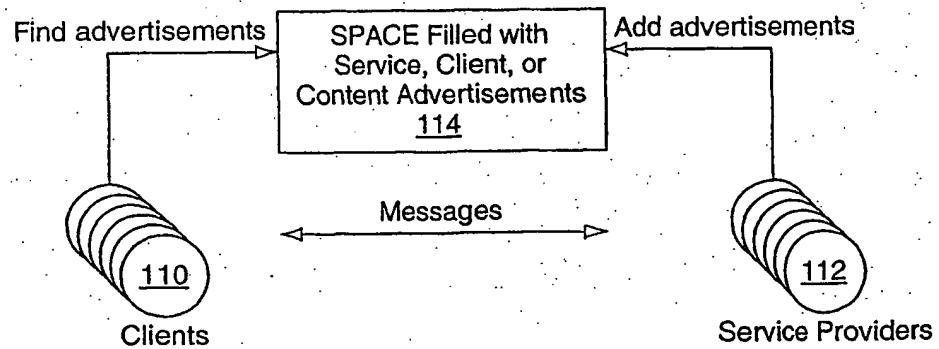 Find advertisements
SPACE Filled with
Service, Client, or
Content Advertisements
114
Add advertisements
Messages
110
Clients
112
Service Providers